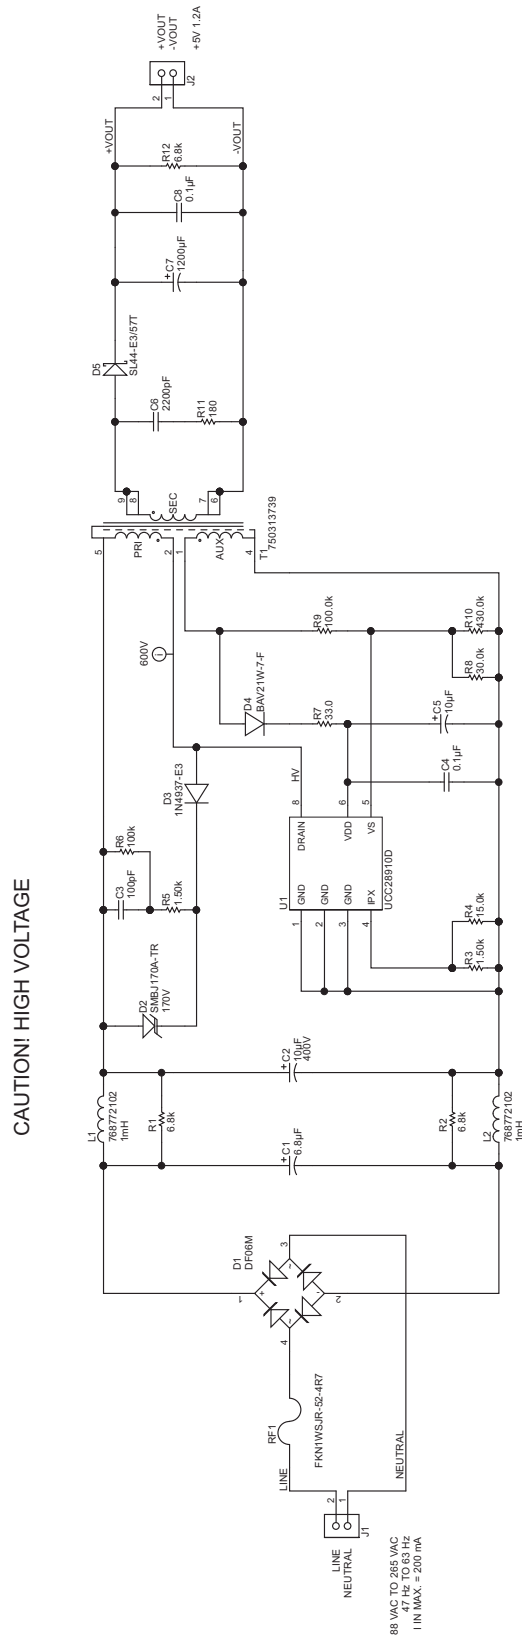 CAUTION! HIGH VOLTAGE
88 VAC TO 265 VAC
47 Hz TO 63 Hz
I IN MAX. = 200 mA
LINE
NEUTRAL
J1
2
1
LINE
NEUTRAL
RF1
FKN1WSJR-52-4R7
D1
DF06M
1
2
3
4
+
-
~
~
L1
768772102
1mH
R1
6.8k
+
C1
6.8µF
R2
6.8k
L2
768772102
1mH
+
C2
10µF
400V
D2
SMBJ170A-TR
170V
C3
100pF
R6
100k
R5
1.50k
D3
1N4937-E3
600V
i
HV
U1
UCC28910D
1
GND
2
GND
3
GND
4
IPX
8
DRAIN
6
VDD
5
VS
R3
1.50k
R4
15.0k
C4
0.1µF
+
C5
10µF
D4
BAV21W-7-F
R7
33.0
R9
100.0k
R8
30.0k
R10
430.0k
T1
750313739
PRI
AUX
SEC
5
2
1
4
9
8
7
6
C6
2200pF
R11
180
D5
SL44-E3/57T
+
C7
1200µF
C8
0.1µF
R12
6.8k
+VOUT
-VOUT
2
1
J2
+VOUT
-VOUT
+5V 1.2A